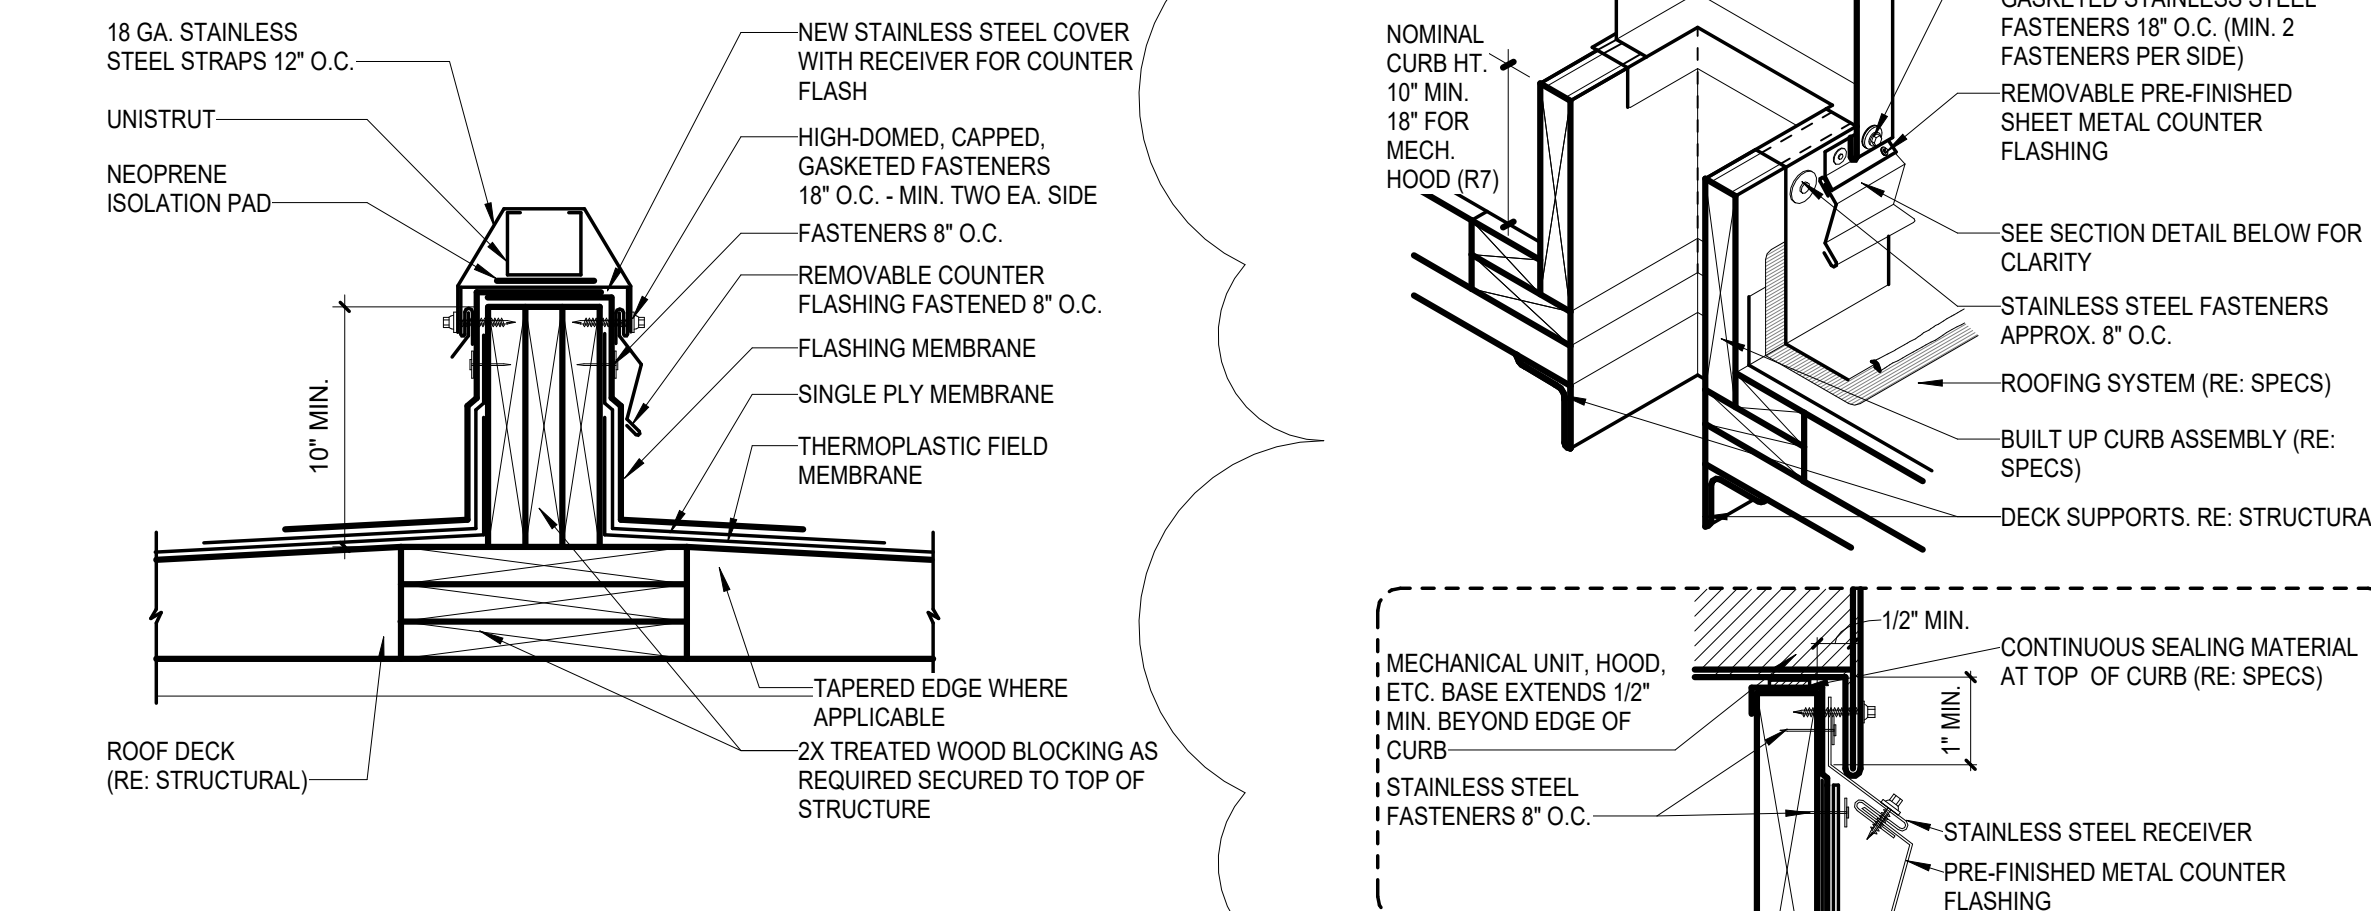 18 GA. STAINLESS
STEEL STRAPS 12" O.C.
UNISTRUT
NEOPRENE
ISOLATION PAD
10" MIN.
ROOF DECK
(RE: STRUCTURAL)
NEW STAINLESS STEEL COVER
WITH RECEIVER FOR COUNTER
FLASH
HIGH-DOMED, CAPPED,
GASKETED FASTENERS
18" O.C. - MIN. TWO EA. SIDE
FASTENERS 8" O.C.
REMOVABLE COUNTER
FLASHING FASTENED 8" O.C.
FLASHING MEMBRANE
SINGLE PLY MEMBRANE
THERMOPLASTIC FIELD
MEMBRANE
TAPERED EDGE WHERE
APPLICABLE
2X TREATED WOOD BLOCKING AS
REQUIRED SECURED TO TOP OF
STRUCTURE
NOMINAL
CURB HT.
10" MIN.
18" FOR
MECH.
HOOD (R7)
GASKETED STAINLESS STEEL
FASTENERS 18" O.C. (MIN. 2
FASTENERS PER SIDE)
REMOVABLE PRE-FINISHED
SHEET METAL COUNTER
FLASHING
SEE SECTION DETAIL BELOW FOR
CLARITY
STAINLESS STEEL FASTENERS
APPROX. 8" O.C.
ROOFING SYSTEM (RE: SPECS)
BUILT UP CURB ASSEMBLY (RE:
SPECS)
DECK SUPPORTS. RE: STRUCTURA
MECHANICAL UNIT, HOOD,
ETC. BASE EXTENDS 1/2"
MIN. BEYOND EDGE OF
CURB
STAINLESS STEEL
FASTENERS 8" O.C.
1/2" MIN.
CONTINUOUS SEALING MATERIAL
AT TOP OF CURB (RE: SPECS)
1" MIN.
STAINLESS STEEL RECEIVER
PRE-FINISHED METAL COUNTER
FLASHING